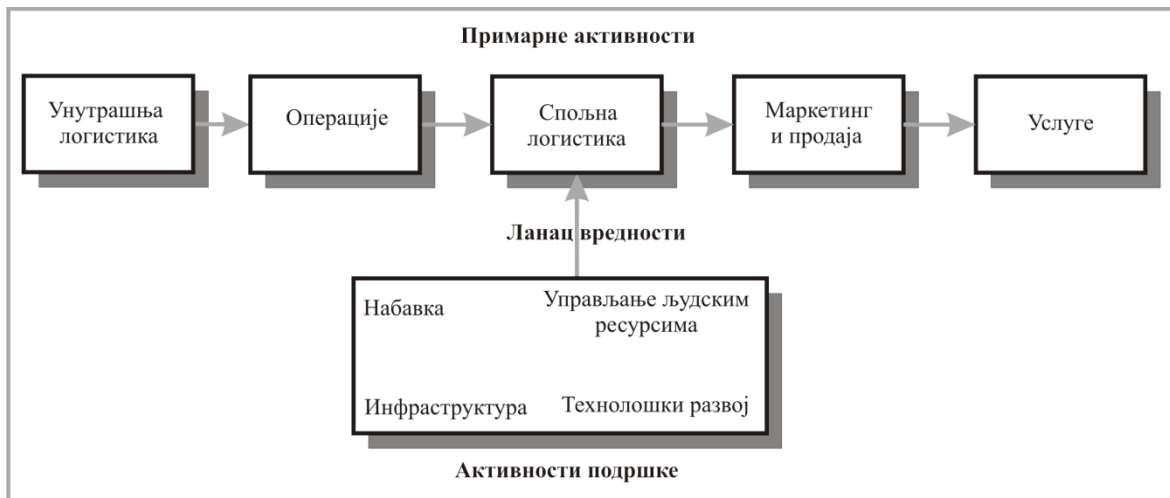 Примарне активности
Унутрашња
логистика
Операције
Спољна
логистика
Маркетинг
и продаја
Услуге
Ланац вредности
Набавка
Управљање људским
ресурсима
Инфраструктура
Технолошки развој
Активности подршке